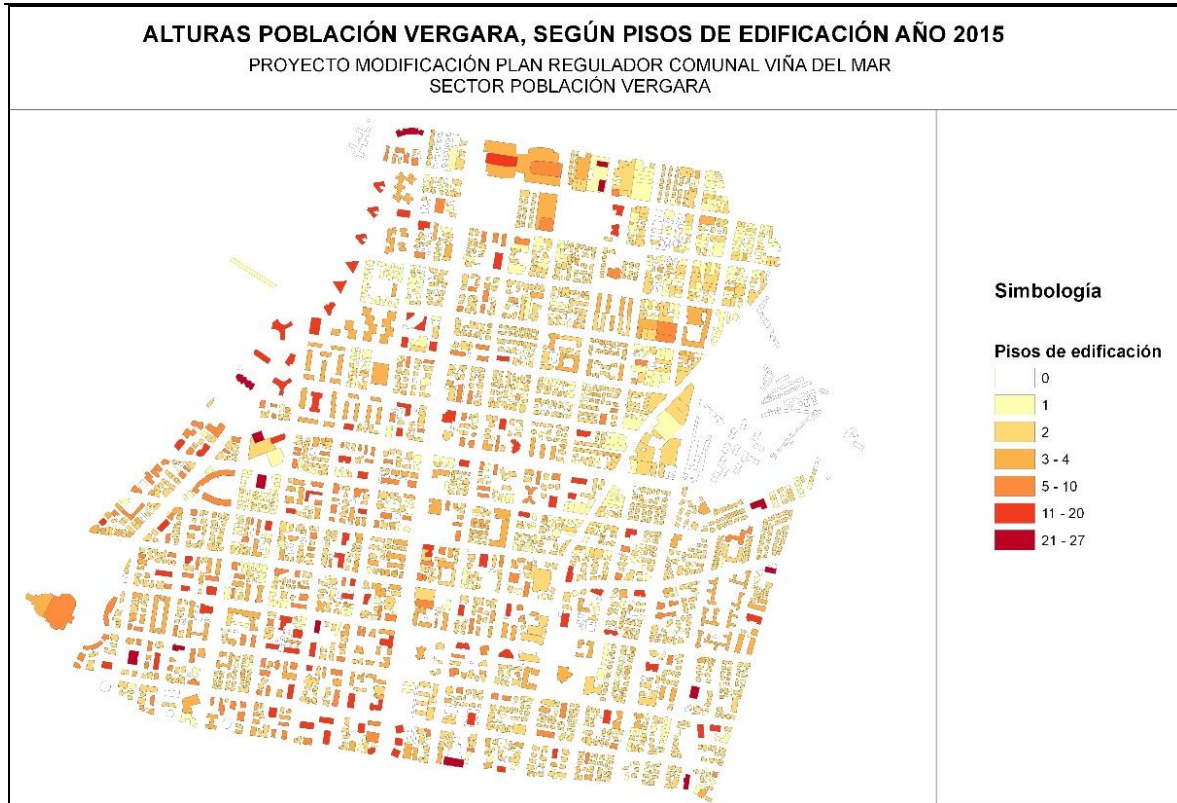 ALTURAS POBLACIÓN VERGARA, SEGÚN PISOS DE EDIFICACIÓN AÑO 2015
PROYECTO MODIFICACIÓN PLAN REGULADOR COMUNAL VIÑA DEL MAR
SECTOR POBLACIÓN VERGARA
Simbología
Pisos de edificación
0
1
2
3 - 4
5 - 10
11 - 20
21 - 27